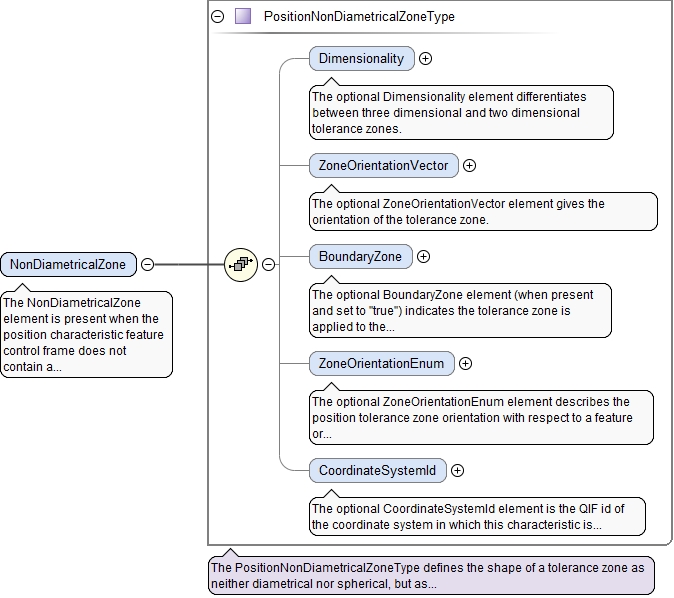 PositionNonDiametricalZoneType
Dimensionality
The optional Dimensionality element differentiates
between three dimensional and two dimensional
tolerance zones.
ZoneOrientationVector
The optional ZoneOrientationVector element gives the
orientation of the tolerance zone.
BoundaryZone
The optional BoundaryZone element (when present
and set to "true") indicates the tolerance zone is
applied to the...
ZoneOrientationEnum
The optional ZoneOrientationEnum element describes the
position tolerance zone orientation with respect to a feature
or...
CoordinateSystemId
The optional CoordinateSystemId element is the QIF id of
the coordinate system in which this characteristic is...
NonDiametricalZone
The NonDiametricalZone
element is present when the
position characteristic feature
control frame does not
contain a...
The PositionNonDiametricalZoneType defines the shape of a tolerance zone as
neither diametrical nor spherical, but as...